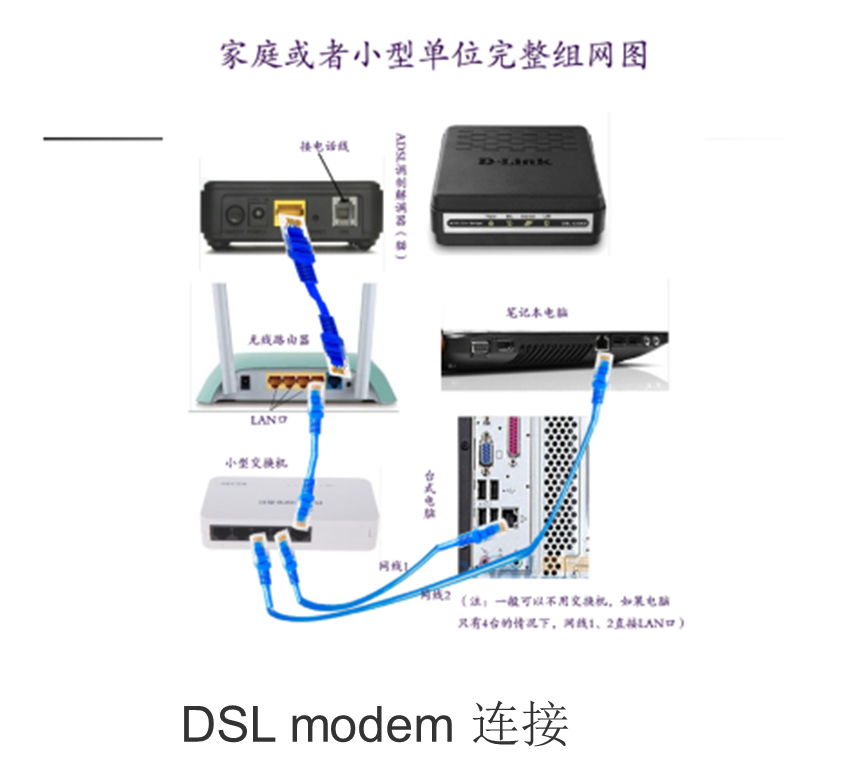 家庭或者小型单位完整组网图
接电话线
ADSL调制解调器（猫）
D-Link
无线路由器
笔记本电脑
LAN口
小型交换机
台式电脑
网线1
网线2
（注：一般可以不用交换机，如果电脑
只有4台的情况下，网线1、2直接LAN口）
DSL modem 连接